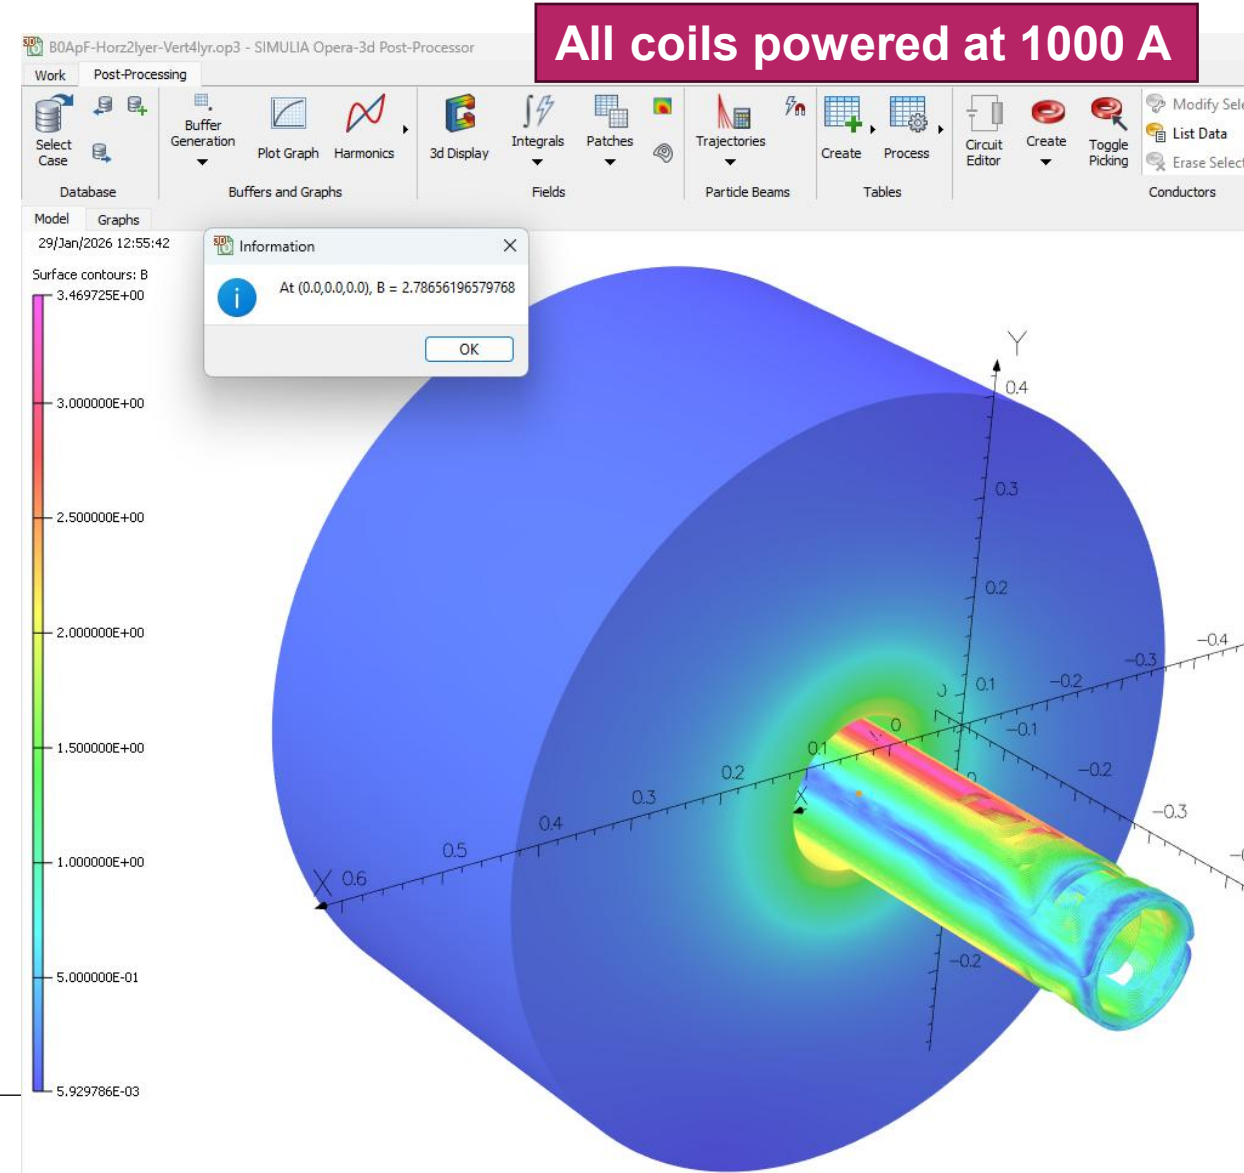 All coils powered at 1000 A
B0ApF-Horz2lyer-Vert4lyr.op3 - SIMULIA Opera-3d Post-Processor
Work Post-Processing
Select Case
Buffer Generation
Plot Graph
Harmonics
3d Display
Integrals
Patches
Trajectories
Create
Process
Circuit Editor
Create
Toggle Picking
Modify Sele
List Data
Erase Select
Database
Buffers and Graphs
Fields
Particle Beams
Tables
Conductors
Model Graphs
29/Jan/2026 12:55:42
Information
At (0.0,0.0,0.0), B = 2.78656196579768
OK
Surface contours: B
3.469725E+00
3.000000E+00
2.500000E+00
2.000000E+00
1.500000E+00
1.000000E+00
5.000000E-01
5.929786E-03
Y
0.4
0.3
0.2
0.1
-0.4
-0.3
-0.2
-0.1
0
0.1
0.2
0.3
0.4
0.5
X 0.6
X
-0.1
-0.2
-0.3
-0.2